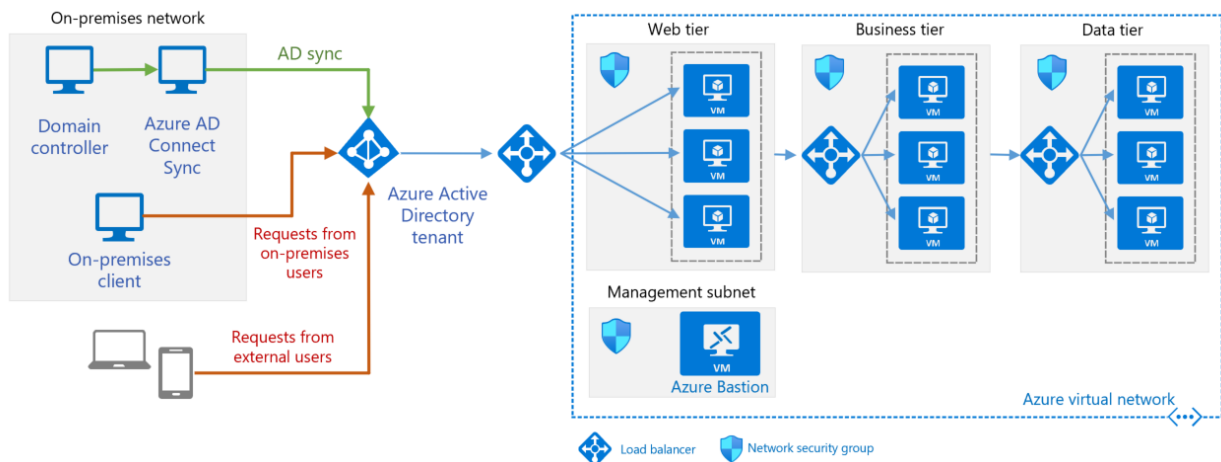 On-premises network
Domain
controller
Azure AD
Connect
Sync
AD sync
On-premises
client
Requests from
on-premises
users
Requests from
external users
Azure Active
Directory
tenant
Web tier
VM
VM
VM
Business tier
VM
VM
VM
Data tier
VM
VM
VM
Management subnet
VM
Azure Bastion
Azure virtual network
Load balancer
Network security group